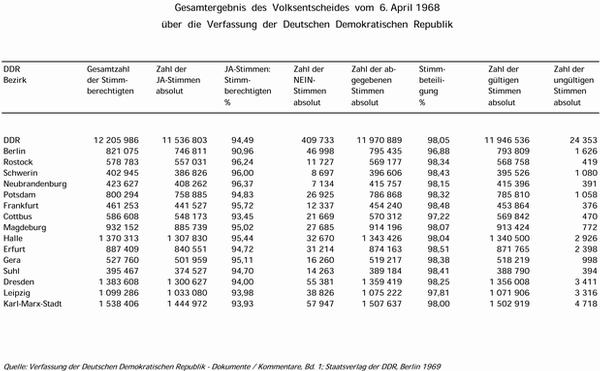 Gesamtergebnis des Volksentscheides vom 6. April 1968
über die Verfassung der Deutschen Demokratischen Republik
DDR Gesamtzahl Zahl der JA-Stimmen: Zahl der Zahl der ab- Stimm- Zahl der Zahl der
Bezirk der Stimm- JA-Stimmen Stimm- NEIN- gegebenen beteili- gültigen ungültigen
berechtigten absolut berechtigten Stimmen Stimmen gung Stimmen Stimmen
% absolut absolut % absolut absolut
DDR 12 205 986 11 536 803 94,49 409 733 11 970 889 98,05 11 946 536 24 353
Berlin 821 075 746 811 90,96 46 998 795 435 96,88 793 809 1 626
Rostock 578 783 557 031 96,24 11 727 569 177 98,34 568 758 419
Schwerin 402 945 386 826 96,00 8 697 396 606 98,43 395 526 1 080
Neubrandenburg 423 627 408 262 96,37 7 134 415 757 98,15 415 396 391
Potsdam 800 294 758 885 94,83 26 925 786 868 98,32 785 810 1 058
Frankfurt 461 253 441 527 95,72 12 337 454 240 98,48 453 864 376
Cottbus 586 608 548 173 93,45 21 669 570 312 97,22 569 842 470
Magdeburg 932 152 885 739 95,02 27 685 914 196 98,07 913 424 772
Halle 1 370 313 1 307 830 95,44 32 670 1 343 426 98,04 1 340 500 2 926
Erfurt 887 409 840 551 94,72 31 214 874 163 98,51 871 765 2 398
Gera 527 760 501 959 95,11 16 260 519 217 98,38 518 219 998
Suhl 395 467 374 527 94,70 14 263 389 184 98,41 388 790 394
Dresden 1 383 608 1 300 627 94,00 55 381 1 359 419 98,25 1 356 008 3 411
Leipzig 1 099 286 1 033 080 93,98 38 826 1 075 222 97,81 1 071 906 3 316
Karl-Marx-Stadt 1 538 406 1 444 972 93,93 57 947 1 507 637 98,00 1 502 919 4 718
Quelle: Verfassung der Deutschen Demokratischen Republik - Dokumente / Kommentare, Bd. 1; Staatsverlag der DDR, Berlin 1969